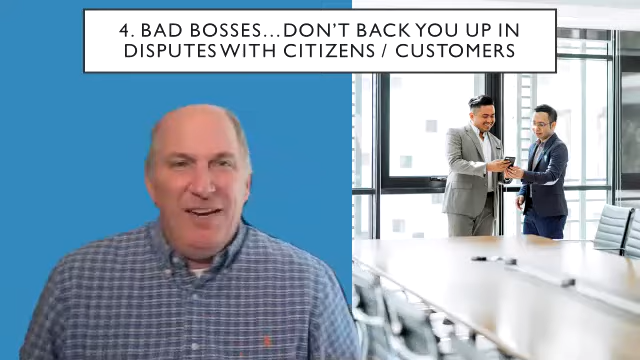 4. BAD BOSSES...DON'T BACK YOU UP IN
DISPUTES WITH CITIZENS / CUSTOMERS